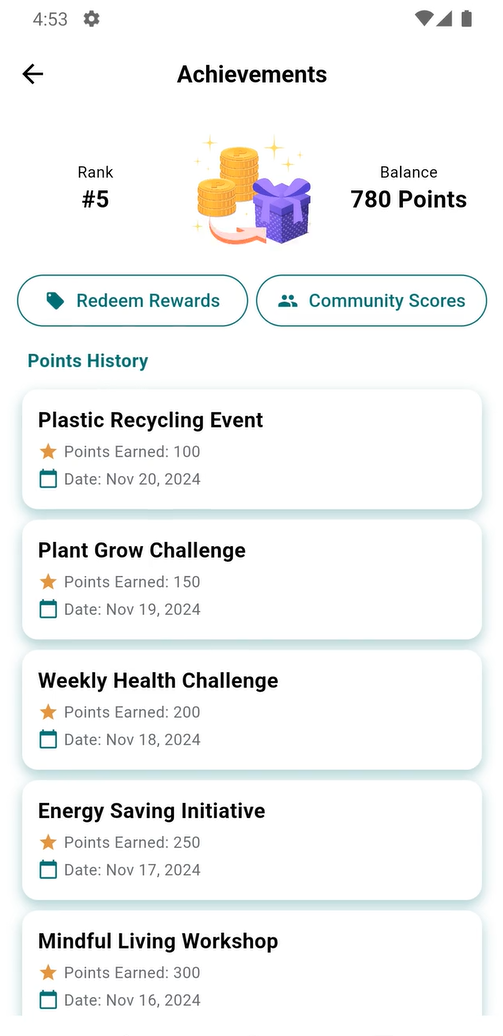 4:53
Achievements
Rank
#5
Balance
780 Points
Redeem Rewards
Community Scores
Points History
Plastic Recycling Event
Points Earned: 100
Date: Nov 20, 2024
Plant Grow Challenge
Points Earned: 150
Date: Nov 19, 2024
Weekly Health Challenge
Points Earned: 200
Date: Nov 18, 2024
Energy Saving Initiative
Points Earned: 250
Date: Nov 17, 2024
Mindful Living Workshop
Points Earned: 300
Date: Nov 16, 2024